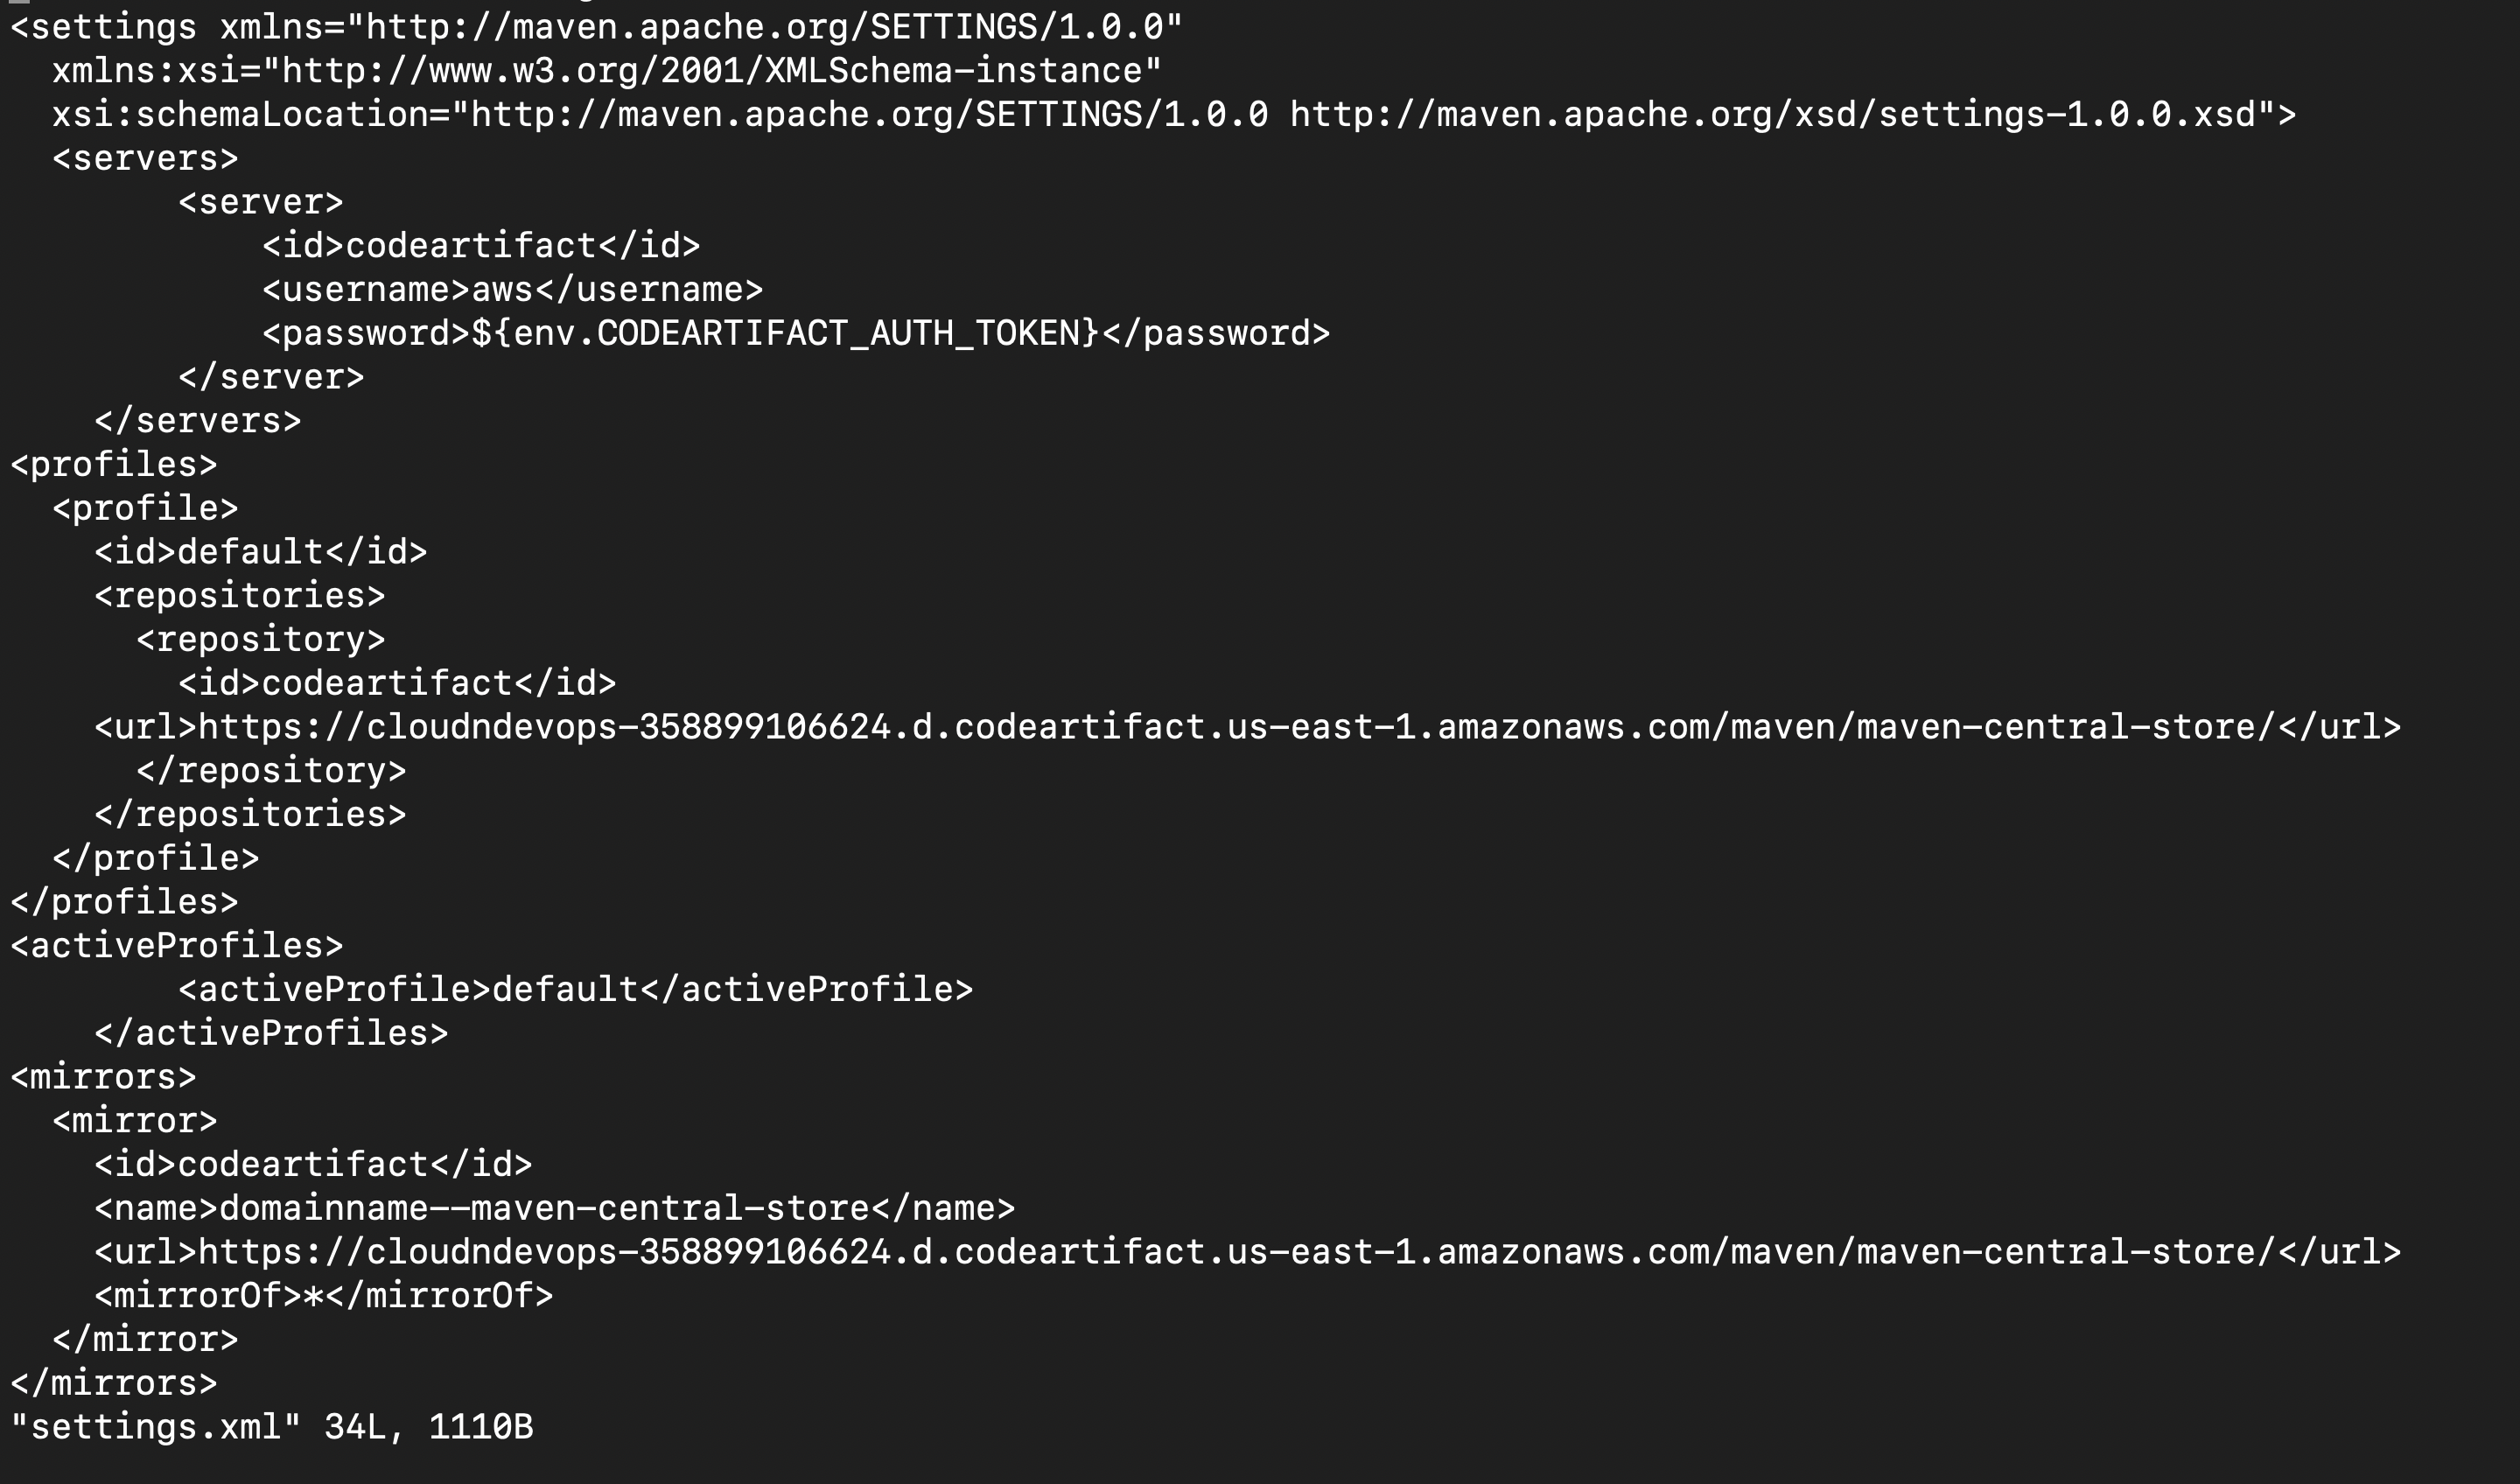 <settings xmlns="http://maven.apache.org/SETTINGS/1.0.0"
  xmlns:xsi="http://www.w3.org/2001/XMLSchema-instance"
  xsi:schemaLocation="http://maven.apache.org/SETTINGS/1.0.0 http://maven.apache.org/xsd/settings-1.0.0.xsd">
  <servers>
        <server>
            <id>codeartifact</id>
            <username>aws</username>
            <password>${env.CODEARTIFACT_AUTH_TOKEN}</password>
        </server>
    </servers>
<profiles>
  <profile>
    <id>default</id>
    <repositories>
      <repository>
        <id>codeartifact</id>
    <url>https://cloudndevops-358899106624.d.codeartifact.us-east-1.amazonaws.com/maven/maven-central-store/</url>
      </repository>
    </repositories>
  </profile>
</profiles>
<activeProfiles>
        <activeProfile>default</activeProfile>
    </activeProfiles>
<mirrors>
  <mirror>
    <id>codeartifact</id>
    <name>domainname--maven-central-store</name>
    <url>https://cloudndevops-358899106624.d.codeartifact.us-east-1.amazonaws.com/maven/maven-central-store/</url>
    <mirrorOf>*</mirrorOf>
  </mirror>
</mirrors>
"settings.xml" 34L, 1110B